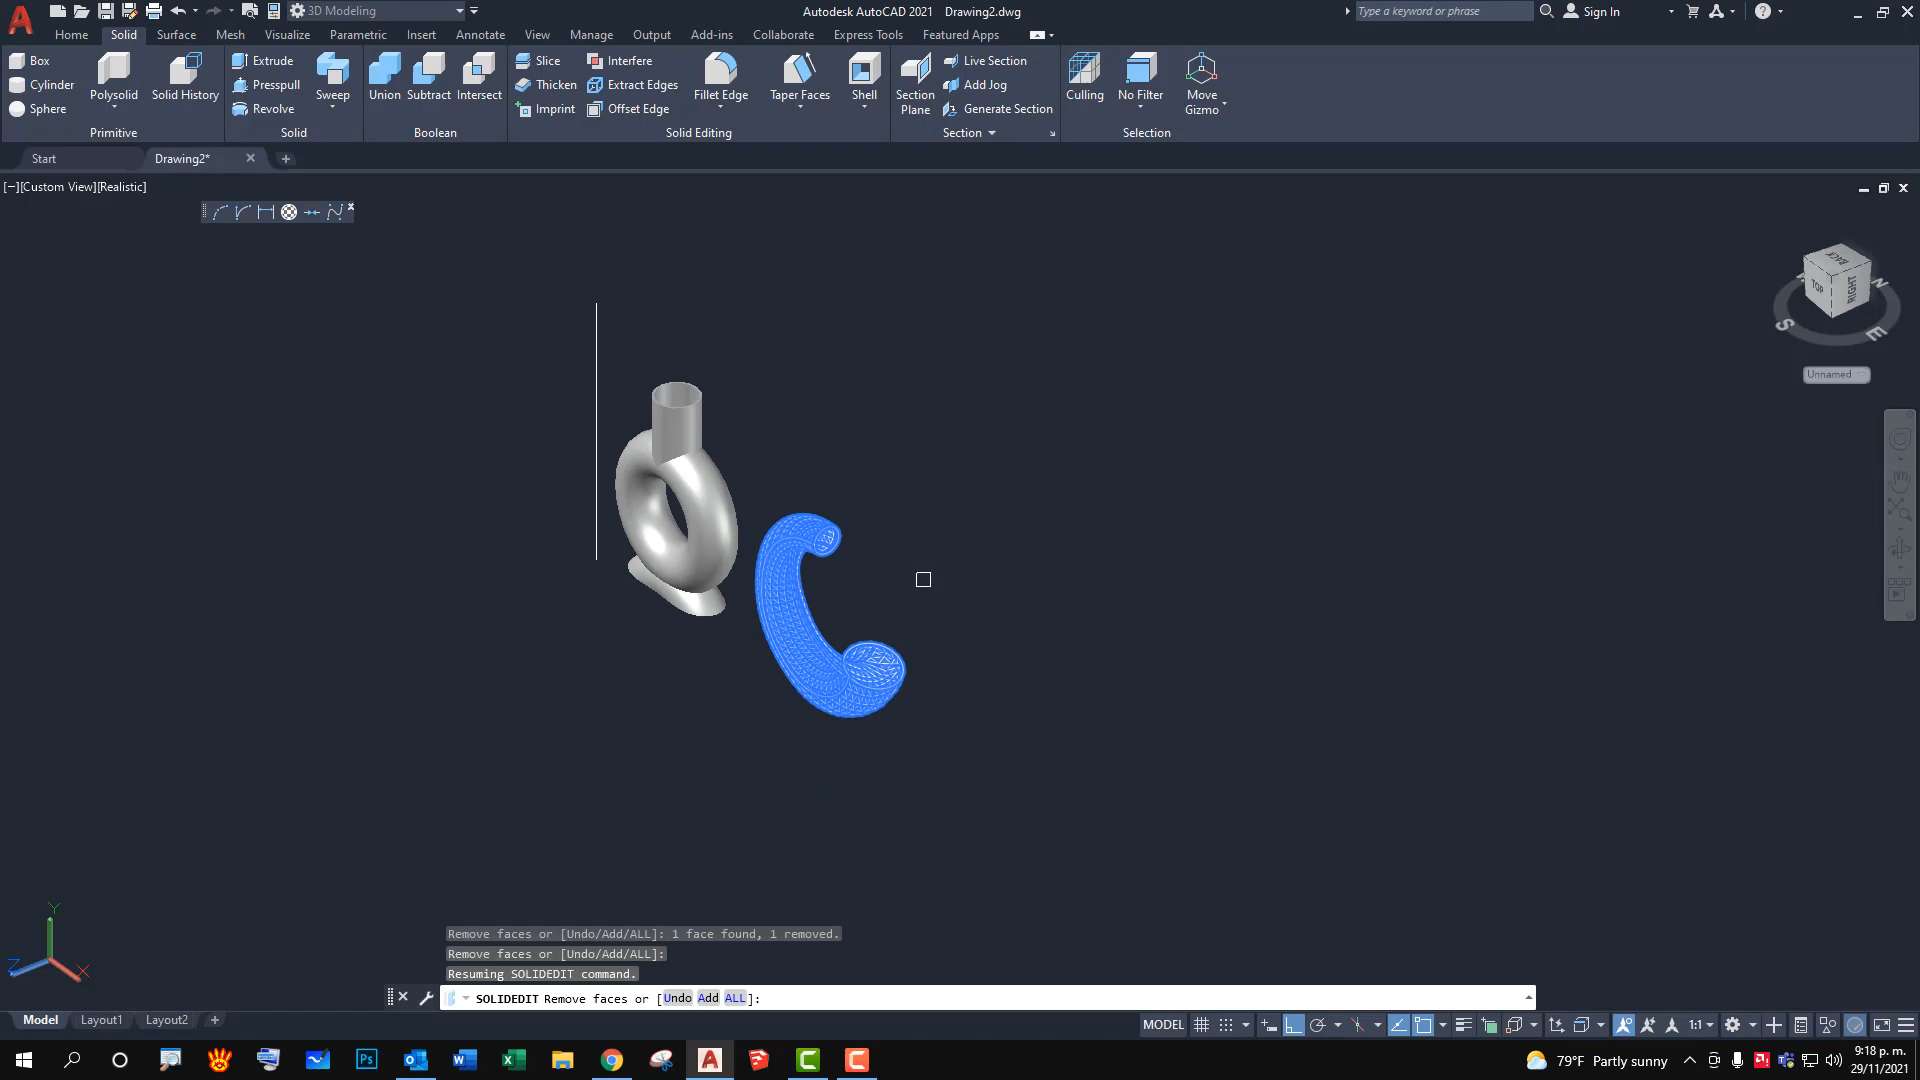 3D Modeling
Autodesk AutoCAD 2021 Drawing2.dwg
Type a keyword or phrase
Sign In
Home Solid Surface Mesh Visualize Parametric Insert Annotate View Manage Output Add-ins Collaborate Express Tools Featured Apps
Box
Cylinder
Sphere
Polysolid
Solid History
Primitive
Extrude
Presspull
Revolve
Sweep
Solid
Union
Subtract
Intersect
Boolean
Slice
Thicken
Imprint
Interfere
Extract Edges
Offset Edge
Fillet Edge
Taper Faces
Shell
Solid Editing
Section
Plane
Live Section
Add Jog
Generate Section
Section
Culling
No Filter
Move
Gizmo
Selection
Start
Drawing2*
[−][Custom View][Realistic]
BACK
TOP
RIGHT
N
S
E
Unnamed
Y
Z
X
Remove faces or [Undo/Add/ALL]: 1 face found, 1 removed.
Remove faces or [Undo/Add/ALL]:
Resuming SOLIDEDIT command.
SOLIDEDIT Remove faces or [Undo Add ALL]:
Model
Layout1
Layout2
MODEL
1:1
79°F Partly sunny
9:18 p. m.
29/11/2021